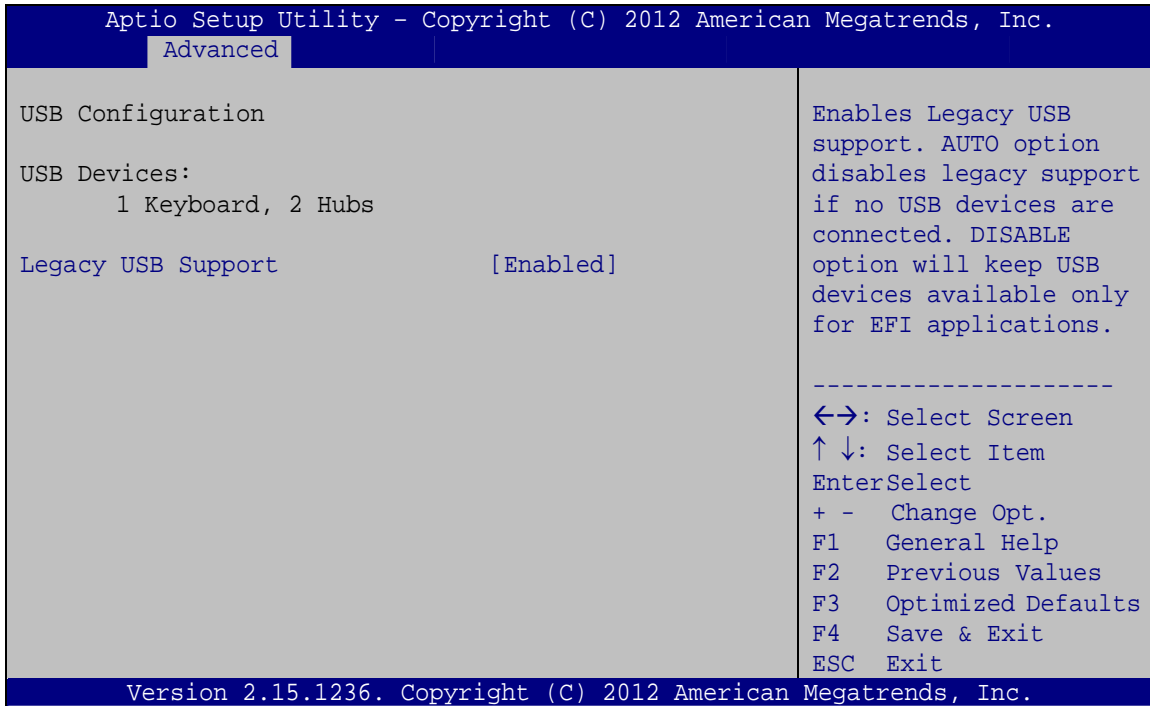 Aptio Setup Utility – Copyright (C) 2012 American Megatrends, Inc.
Advanced
USB Configuration
USB Devices:
1 Keyboard, 2 Hubs
Legacy USB Support [Enabled]
Enables Legacy USB
support. AUTO option
disables legacy support
if no USB devices are
connected. DISABLE
option will keep USB
devices available only
for EFI applications.
---------------------
←→: Select Screen
↑ ↓: Select Item
EnterSelect
+ - Change Opt.
F1 General Help
F2 Previous Values
F3 Optimized Defaults
F4 Save & Exit
ESC Exit
Version 2.15.1236. Copyright (C) 2012 American Megatrends, Inc.